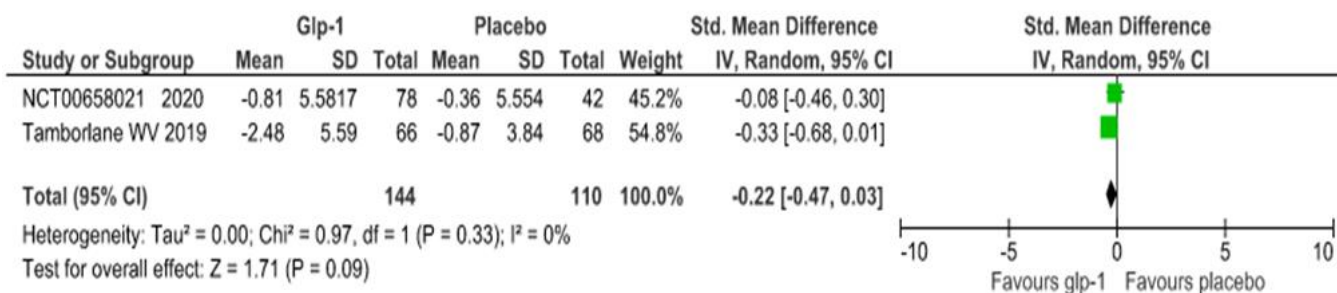 Glp-1 Placebo Std. Mean Difference Std. Mean Difference
Study or Subgroup Mean SD Total Mean SD Total Weight IV, Random, 95% CI IV, Random, 95% CI
NCT00658021 2020 -0.81 5.5817 78 -0.36 5.554 42 45.2% -0.08 [-0.46, 0.30]
Tamborlane WV 2019 -2.48 5.59 66 -0.87 3.84 68 54.8% -0.33 [-0.68, 0.01]
Total (95% CI) 144 110 100.0% -0.22 [-0.47, 0.03]
Heterogeneity: Tau² = 0.00; Chi² = 0.97, df = 1 (P = 0.33); I² = 0%
Test for overall effect: Z = 1.71 (P = 0.09)
-10 -5 0 5 10
Favours glp-1 Favours placebo